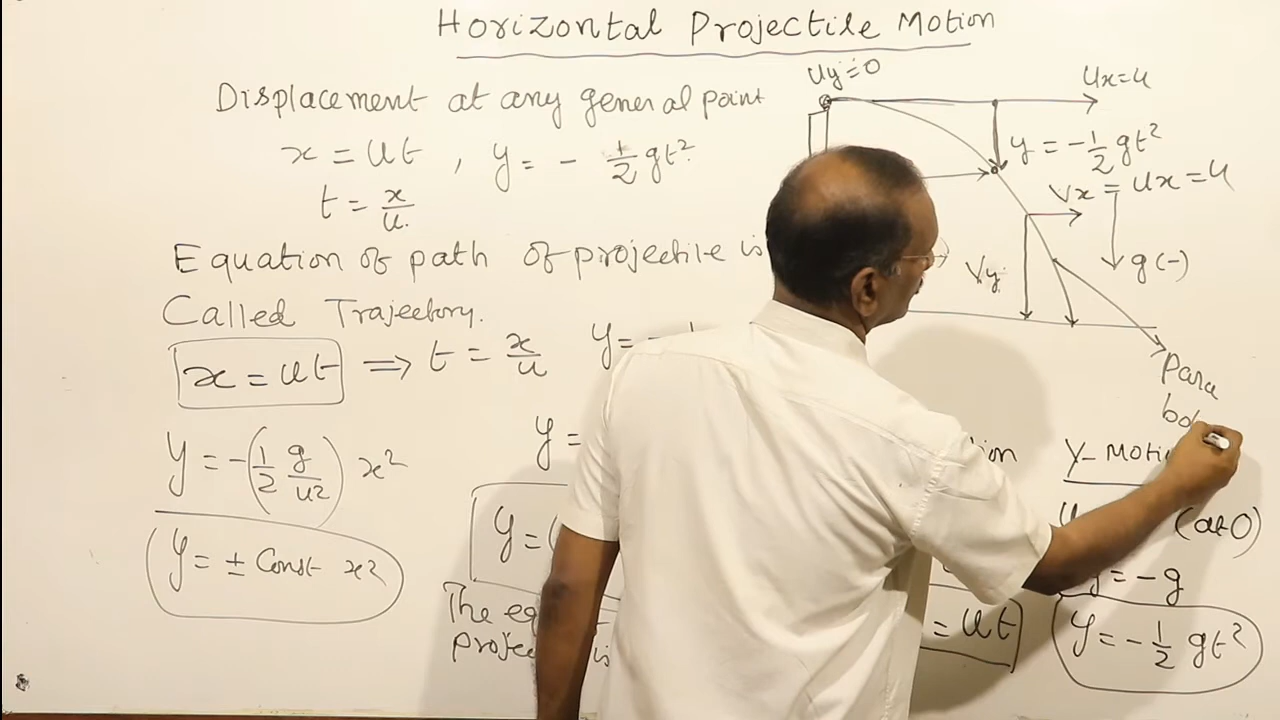 Horizontal Projectile Motion
Displacement at any general point
x = ut , y = - 1/2 gt²
t = x/u.
Equation of path of projectile is
Called Trajectory.
x = ut ⟹ t = x/u
y = -
y = -(1/2 g/u²) x²
y =
y = ± Const x²
y = (
The
is
uy = 0
ux = u
y = -1/2 gt²
Vx = ux = u
Vy
g (-)
Para
Y-
(at O)
= -g
= ut
y = -1/2 gt²